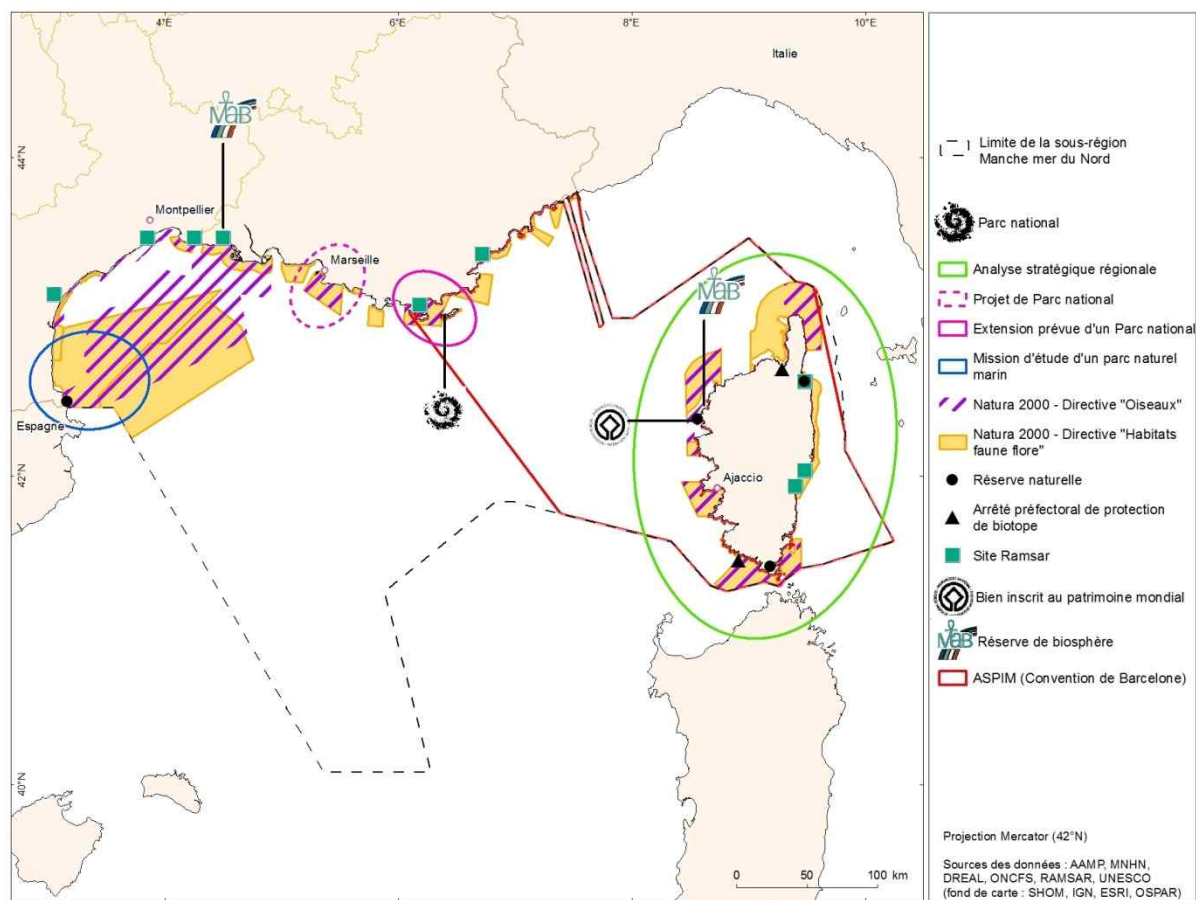 4°E
6°E
8°E
10°E
Italie
MaB
44°N
44°N
Montpellier
Marseille
MaB
Espagne
42°N
42°N
Ajaccio
40°N
40°N
0 50 100 km
Limite de la sous-région
Manche mer du Nord
Parc national
Analyse stratégique régionale
Projet de Parc national
Extension prévue d'un Parc national
Mission d'étude d'un parc naturel
marin
Natura 2000 - Directive "Oiseaux"
Natura 2000 - Directive "Habitats
faune flore"
Réserve naturelle
Arrêté préfectoral de protection
de biotope
Site Ramsar
Bien inscrit au patrimoine mondial
MaB
Réserve de biosphère
ASPIM (Convention de Barcelone)
Projection Mercator (42°N)
Sources des données : AAMP, MNHN,
DREAL, ONCFS, RAMSAR, UNESCO
(fond de carte : SHOM, IGN, ESRI, OSPAR)